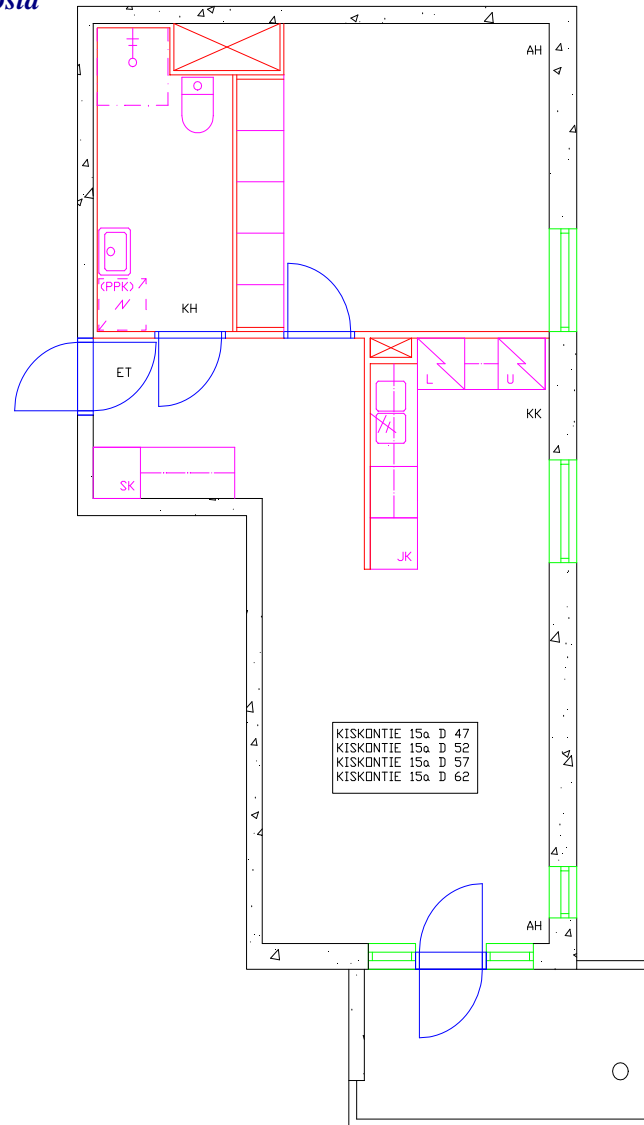 AH
(PPK)
KH
ET
L
U
KK
SK
JK
KISKONTIE 15a D 47
KISKONTIE 15a D 52
KISKONTIE 15a D 57
KISKONTIE 15a D 62
AH